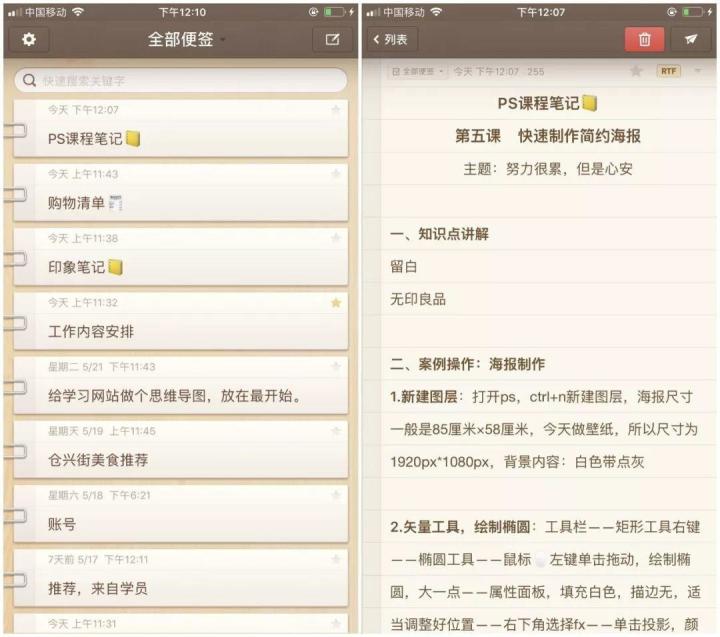 中国移动
下午12:10
全部便签
快速搜索关键字
今天 下午12:07
PS课程笔记
今天 上午11:43
购物清单
今天 上午11:38
印象笔记
今天 上午11:32
工作内容安排
星期二 5/21 下午11:43
给学习网站做个思维导图，放在最开始。
星期天 5/19 上午11:45
仓兴街美食推荐
星期六 5/18 下午6:21
账号
7天前 5/17 下午12:11
推荐，来自学员
今天 上午11:31
中国移动
下午12:07
列表
全部便签
今天 下午12:07 · 255
RTF
PS课程笔记
第五课 快速制作简约海报
主题：努力很累，但是心安
一、知识点讲解
留白
无印良品
二、案例操作：海报制作
1.新建图层：打开ps，ctrl+n新建图层，海报尺寸
一般是85厘米×58厘米，今天做壁纸，所以尺寸为
1920px*1080px，背景内容：白色带点灰
2.矢量工具，绘制椭圆：工具栏——矩形工具右键
——椭圆工具——鼠标左键单击拖动，绘制椭
圆，大一点——属性面板，填充白色，描边无，适
当调整好位置——右下角选择fx——单击投影，颜